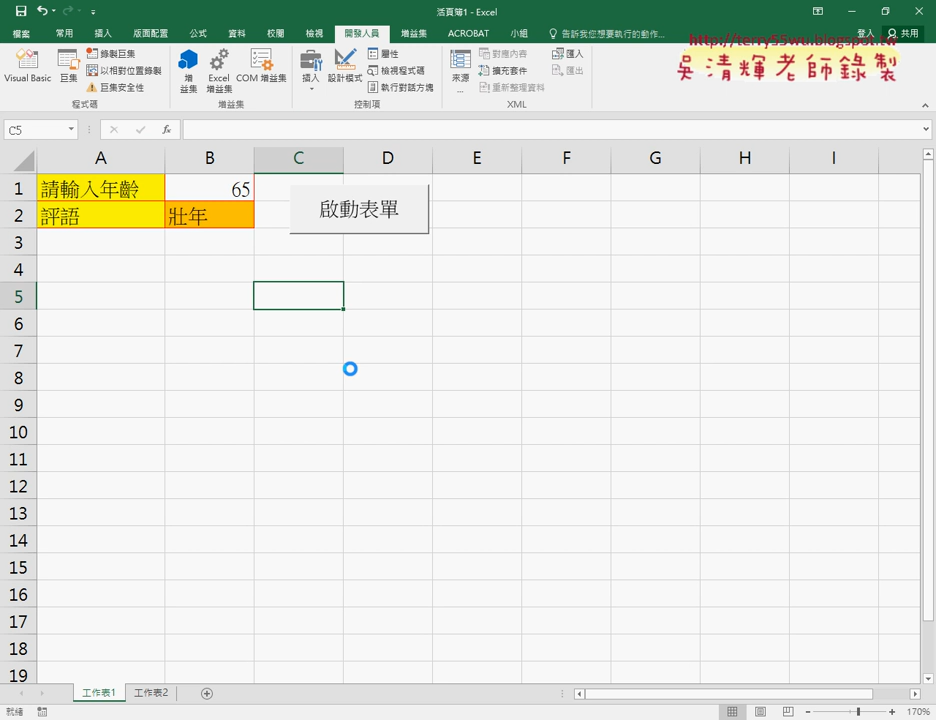 活頁簿1 - Excel
檔案 常用 插入 版面配置 公式 資料 校閱 檢視 開發人員 增益集 ACROBAT 小組 告訴我您想要執行的動作... 登入 共用
http://terry55wu.blogspot.tw
吳清輝老師錄製
Visual Basic 巨集 錄製巨集 以相對位置錄製 巨集安全性
程式碼
增益集 Excel 增益集 COM 增益集
增益集
插入 設計模式 屬性 檢視程式碼 執行對話方塊
控制項
來源... 對應內容 擴充套件 重新整理資料 匯入 匯出
XML
C5 fx
A B C D E F G H I
1 請輸入年齡 65
2 評語 壯年
啟動表單
3
4
5
6
7
8
9
10
11
12
13
14
15
16
17
18
19
工作表1 工作表2
就緒 170%